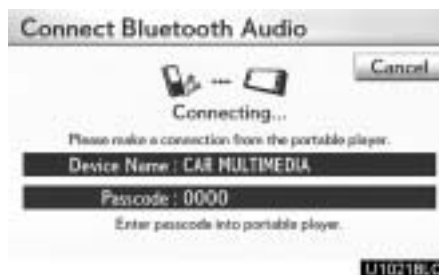 Connect Bluetooth Audio
Cancel
Connecting...
Please make a connection from the portable player.
Device Name : CAR MULTIMEDIA
Passcode : 0000
Enter passcode into portable player.